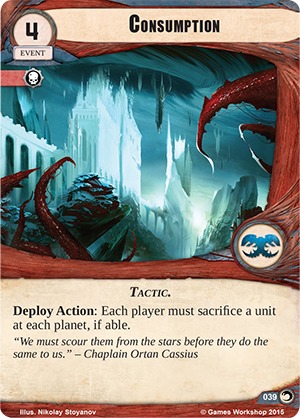 4
CONSUMPTION
EVENT
TACTIC.
Deploy Action: Each player must sacrifice a unit
at each planet, if able.
“We must scour them from the stars before they do the
same to us.” – Chaplain Ortan Cassius
039
Illus. Nikolay Stoyanov
© Games Workshop 2015